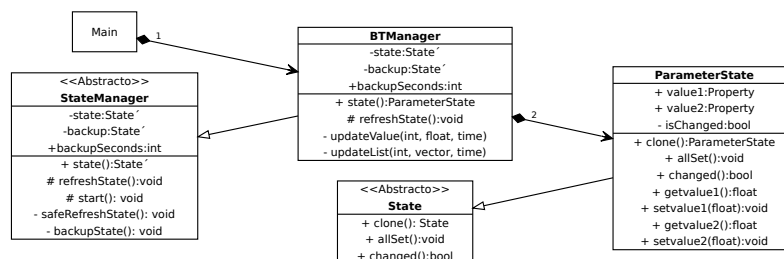 Main
1
BTManager
-state:State´
-backup:State´
+backupSeconds:int
+ state():ParameterState
# refreshState():void
- updateValue(int, float, time)
- updateList(int, vector, time)
2
<<Abstracto>>
StateManager
-state:State´
-backup:State´
+backupSeconds:int
+ state():State´
# refreshState():void
# start(): void
- safeRefreshState(): void
- backupState(): void
ParameterState
+ value1:Property
+ value2:Property
- isChanged:bool
+ clone():ParameterState
+ allSet():void
+ changed():bool
+ getvalue1():float
+ setvalue1(float):void
+ getvalue2():float
+ setvalue2(float):void
<<Abstracto>>
State
+ clone(): State
+ allSet():void
+ changed():bool